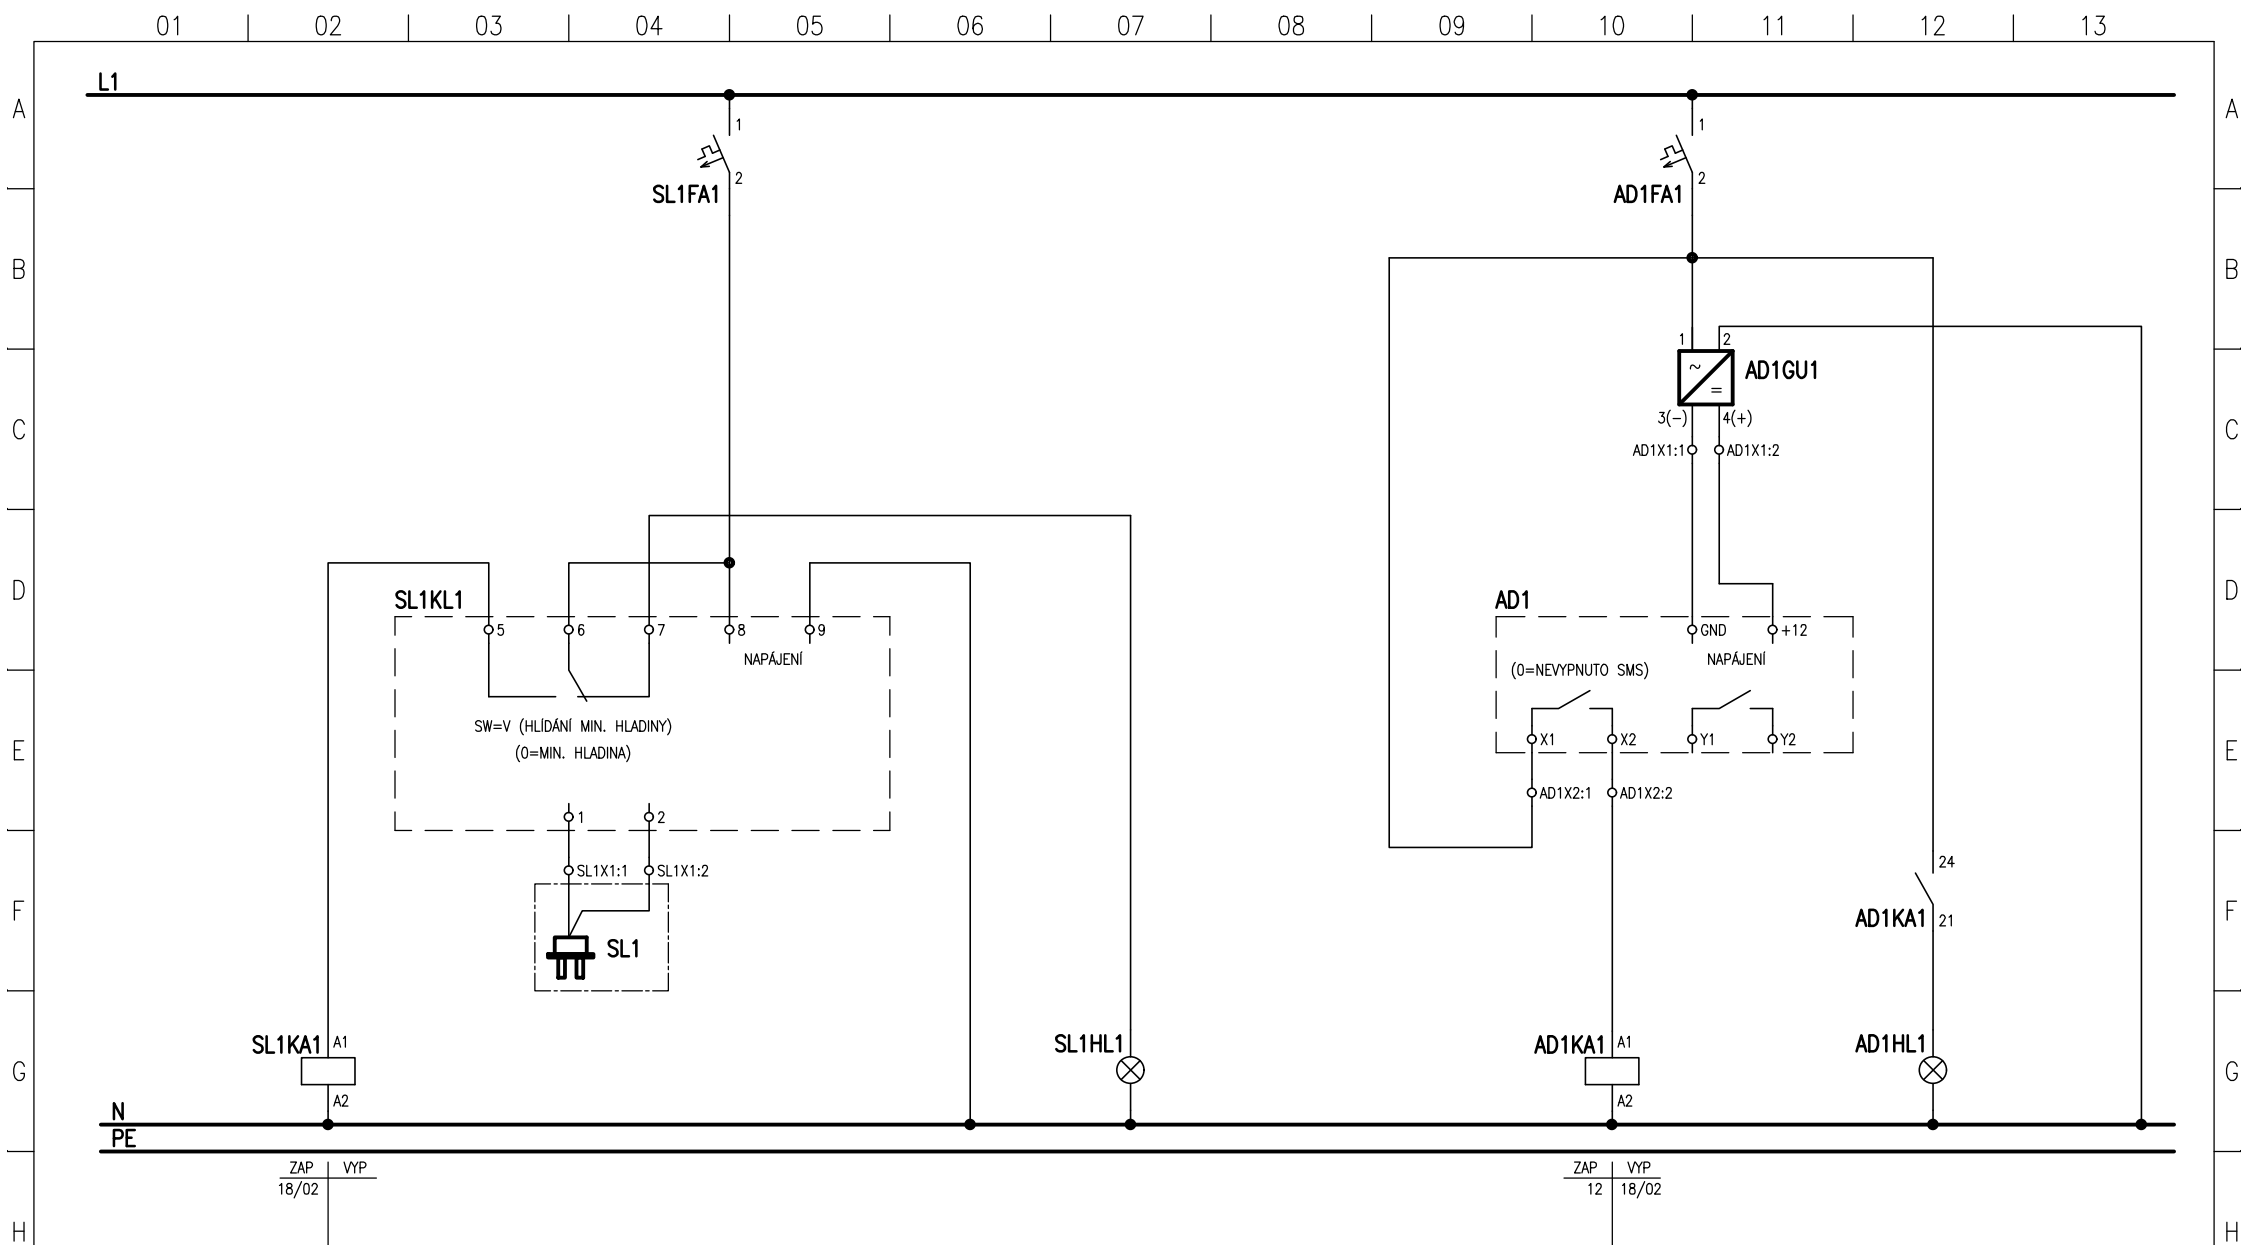 01 02 03 04 05 06 07 08 09 10 11 12 13
L1
A A
1 1
2 2
SL1FA1 AD1FA1
B B
1 2
AD1GU1
~
=
3(-) 4(+)
C C
AD1X1:1 AD1X1:2
D D
SL1KL1 AD1
5 6 7 8 9 GND +12
NAPÁJENÍ NAPÁJENÍ
(0=NEVYPNUTO SMS)
SW=V (HLÍDÁNÍ MIN. HLADINY)
(0=MIN. HLADINA)
X1 X2 Y1 Y2
E E
AD1X2:1 AD1X2:2
1 2
24
SL1X1:1 SL1X1:2
F F
AD1KA1 21
SL1
SL1KA1 A1 SL1HL1 AD1KA1 A1 AD1HL1
G G
A2 A2
N
PE
ZAP VYP ZAP VYP
18/02 12 18/02
H H